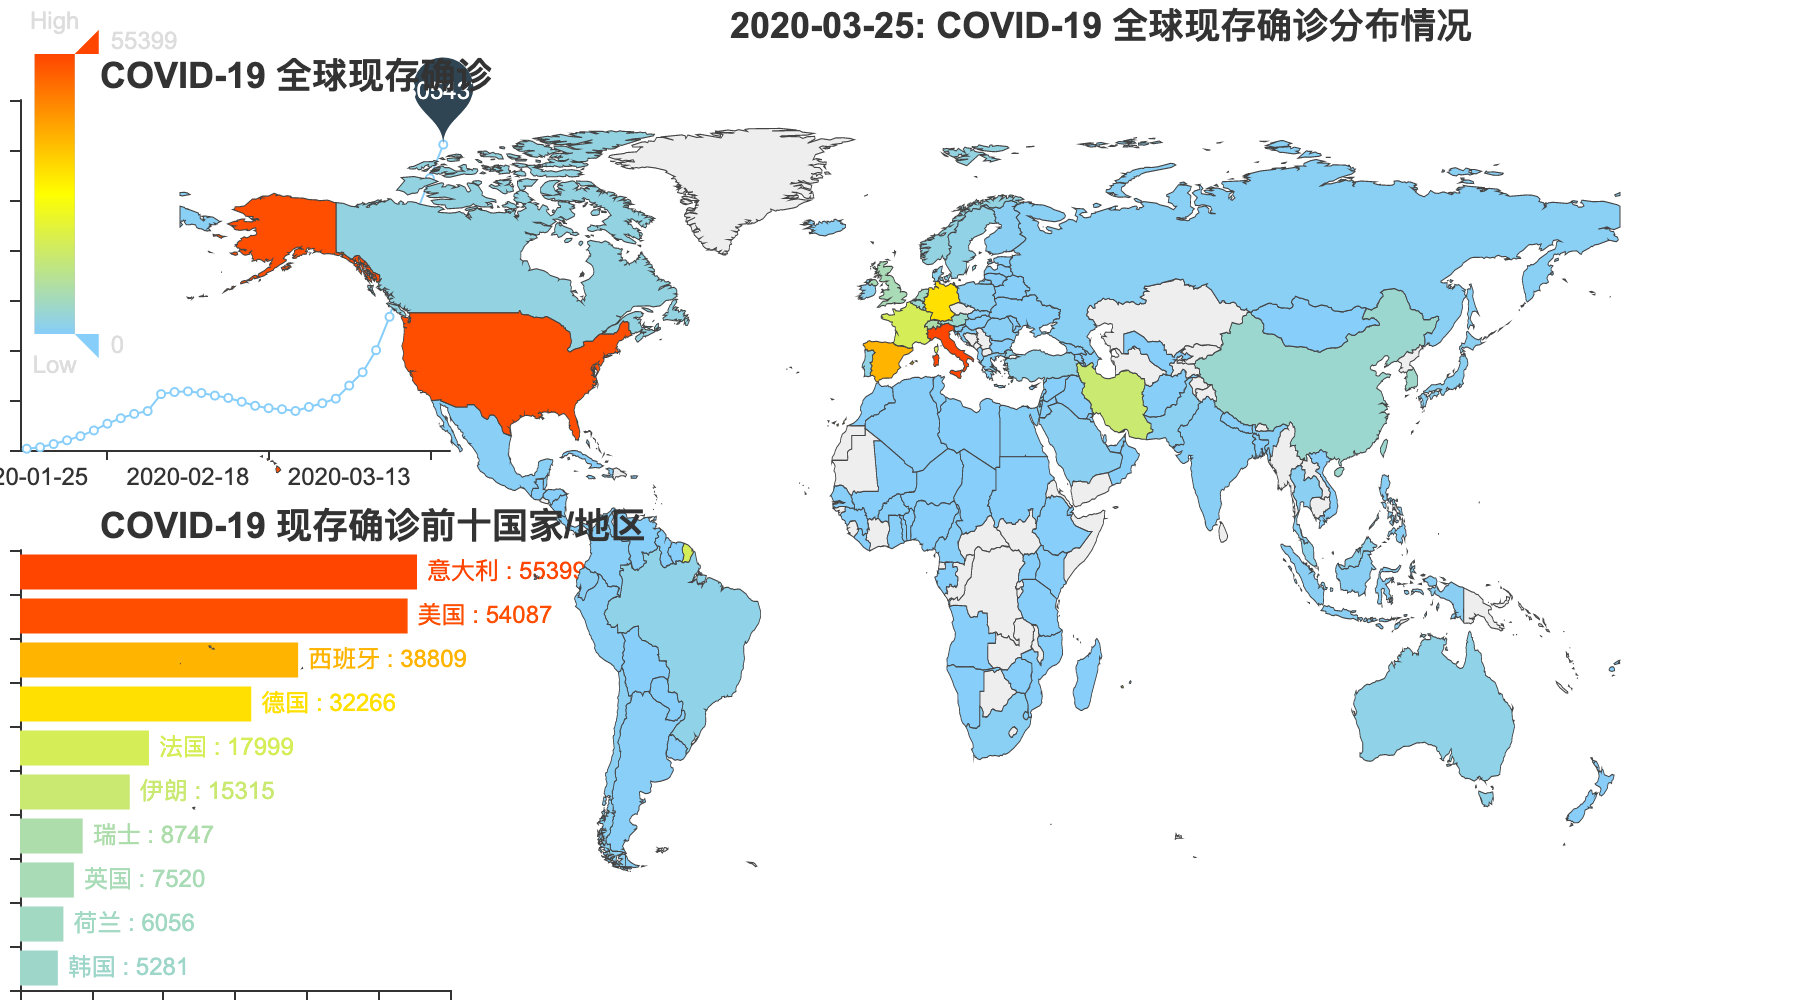 High
55399
2020-03-25: COVID-19 全球现存确诊分布情况
COVID-19 全球现存确诊
0
Low
20-01-25
2020-02-18
2020-03-13
COVID-19 现存确诊前十国家/地区
意大利 : 55399
美国 : 54087
西班牙 : 38809
德国 : 32266
法国 : 17999
伊朗 : 15315
瑞士 : 8747
英国 : 7520
荷兰 : 6056
韩国 : 5281